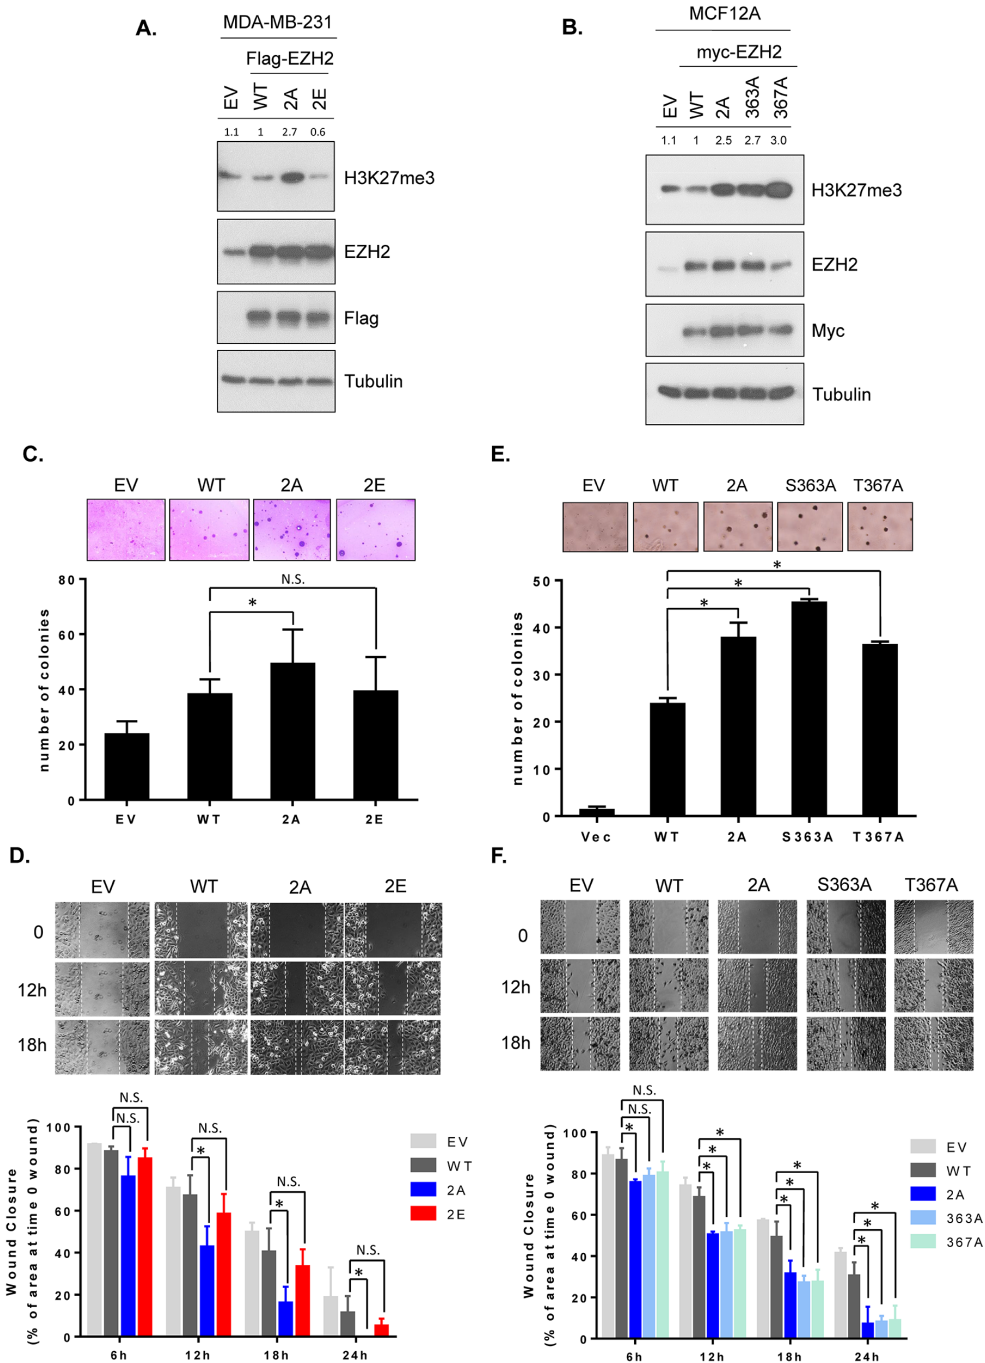 A.
MDA-MB-231
Flag-EZH2
EV WT 2A 2E
1.1 1 2.7 0.6
H3K27me3
EZH2
Flag
Tubulin
B.
MCF12A
myc-EZH2
EV WT 2A 363A 367A
1.1 1 2.5 2.7 3.0
H3K27me3
EZH2
Myc
Tubulin
C.
EV WT 2A 2E
N.S.
*
80
60
40
20
0
number of colonies
EV WT 2A 2E
E.
EV WT 2A S363A T367A
*
*
*
50
40
30
20
10
0
number of colonies
Vec WT 2A S363A T367A
D.
EV WT 2A 2E
0
12h
18h
N.S.
N.S.
N.S.
*
N.S.
*
N.S.
*
100
80
60
40
20
0
Wound Closure
(% of area at time 0 wound)
6h 12h 18h 24h
EV
WT
2A
2E
F.
EV WT 2A S363A T367A
0
12h
18h
N.S.
N.S.
*
*
*
*
*
*
*
*
*
*
100
80
60
40
20
0
Wound Closure
(% of area at time 0 wound)
6h 12h 18h 24h
EV
WT
2A
363A
367A